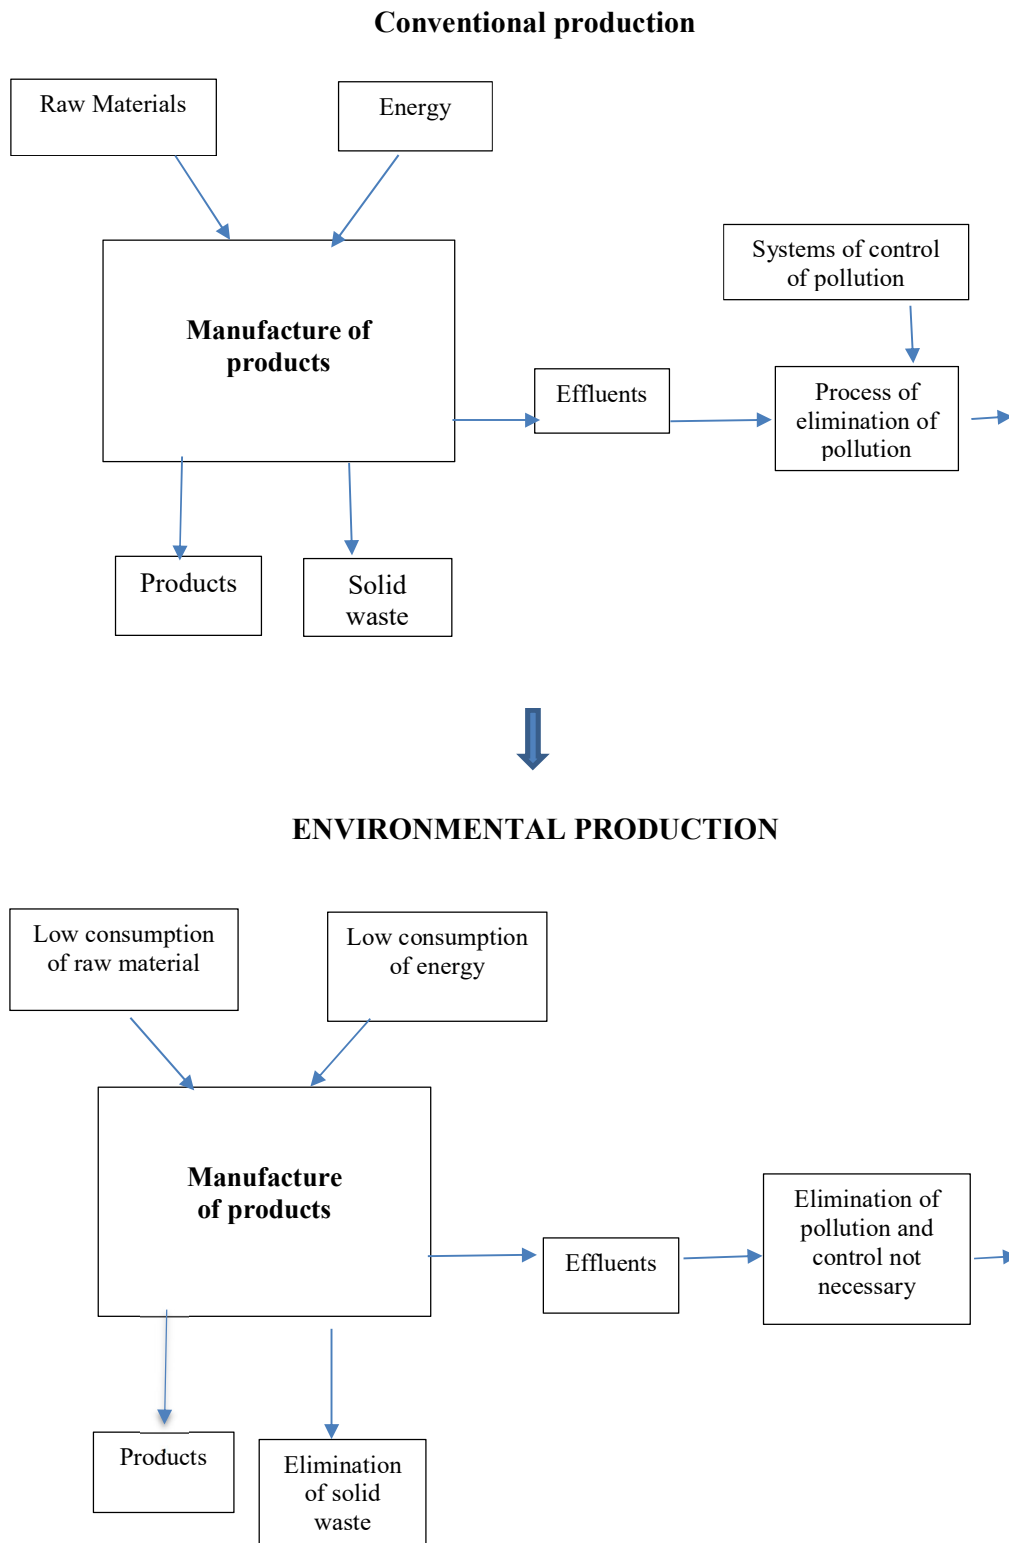 Conventional production
Raw Materials
Energy
Systems of control
of pollution
Manufacture of
products
Effluents
Process of
elimination of
pollution
Products
Solid
waste
ENVIRONMENTAL PRODUCTION
Low consumption
of raw material
Low consumption
of energy
Manufacture
of products
Effluents
Elimination of
pollution and
control not
necessary
Products
Elimination
of solid
waste